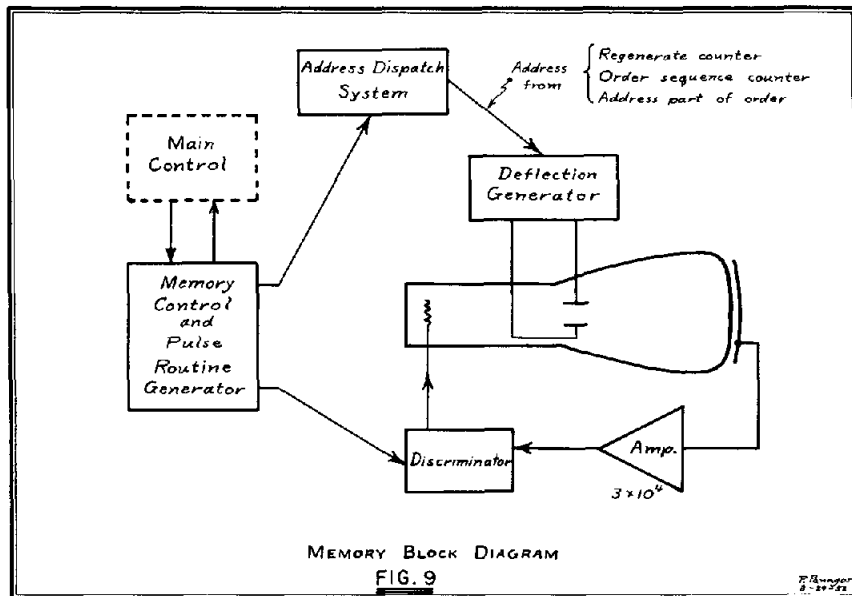 Address Dispatch
System
Address
from
Regenerate counter
Order sequence counter
Address part of order
Main
Control
Deflection
Generator
Memory
Control
and
Pulse
Routine
Generator
Discriminator
Amp.
3 × 10⁴
MEMORY BLOCK DIAGRAM
FIG. 9